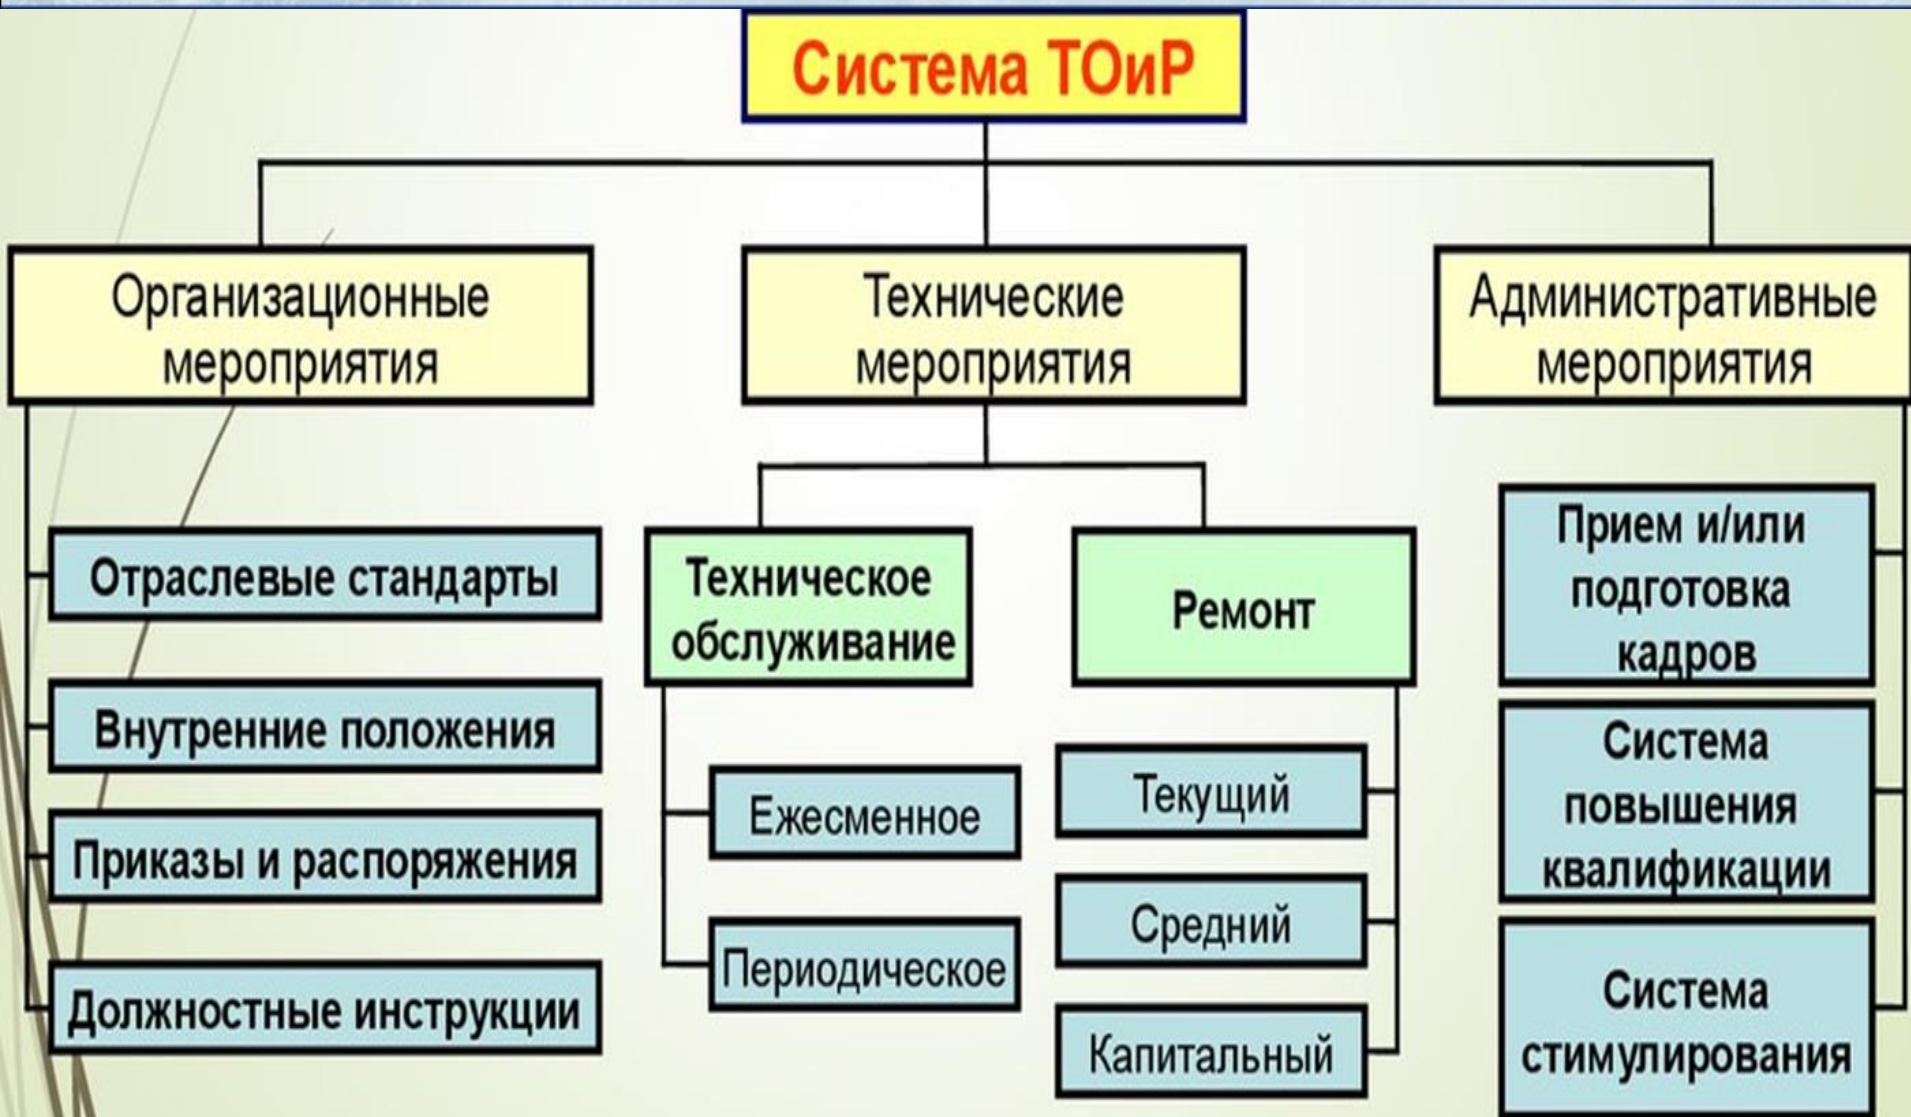 Система ТОиР
Организационные
мероприятия
Отраслевые стандарты
Внутренние положения
Приказы и распоряжения
Должностные инструкции
Технические
мероприятия
Техническое
обслуживание
Ежесменное
Периодическое
Ремонт
Текущий
Средний
Капитальный
Административные
мероприятия
Прием и/или
подготовка
кадров
Система
повышения
квалификации
Система
стимулирования